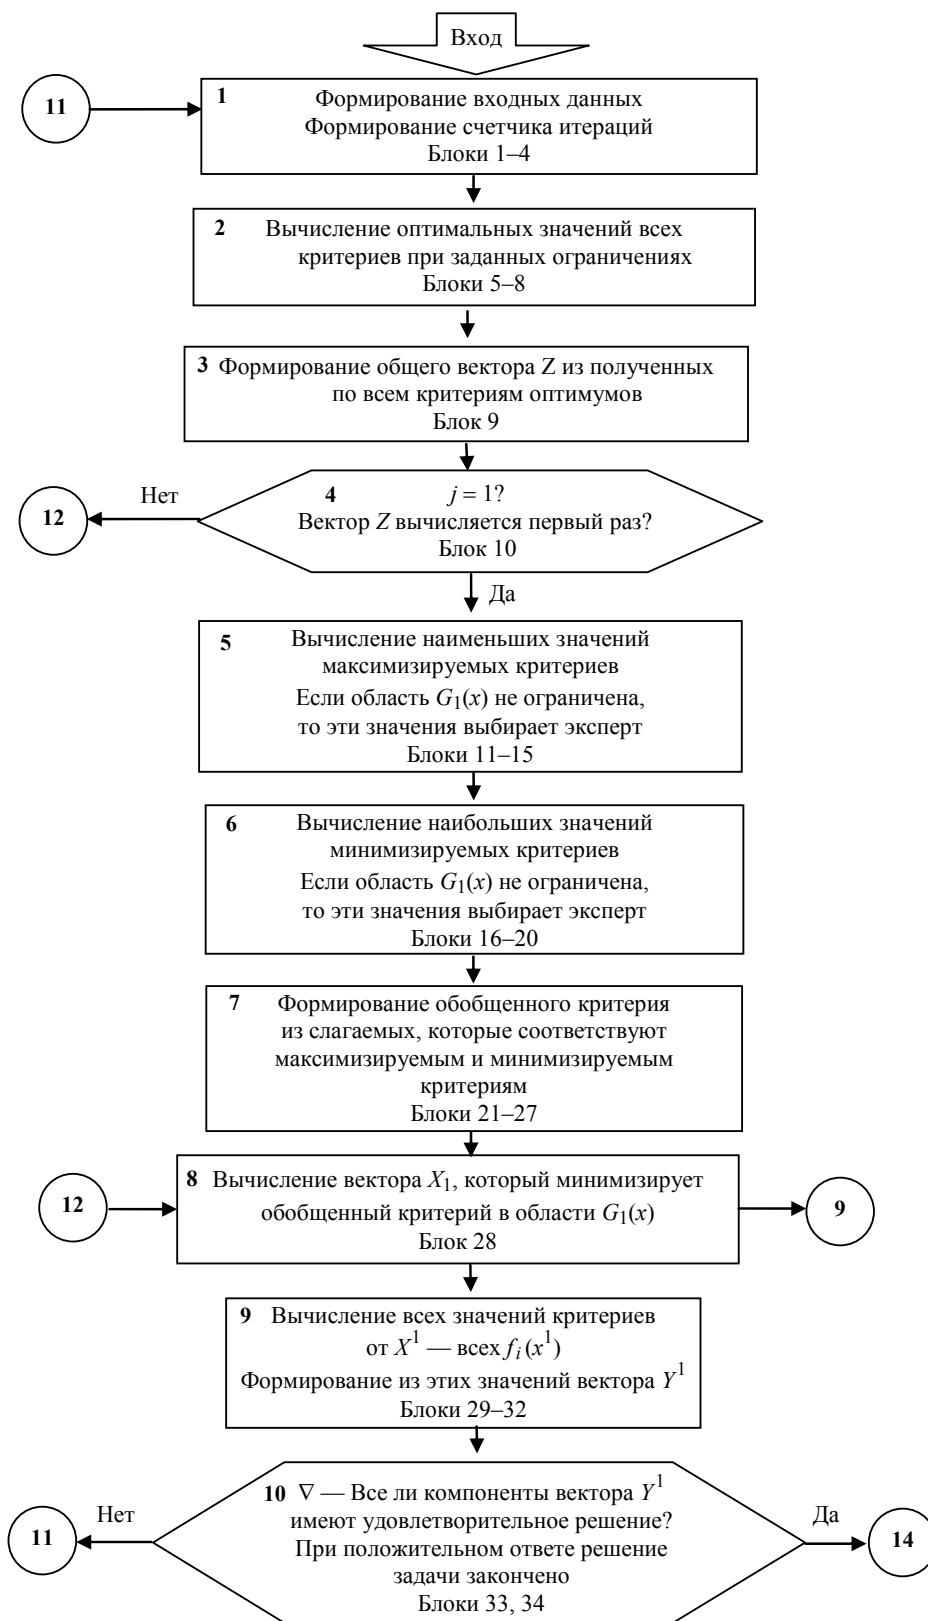 Вход
11
1 Формирование входных данных
Формирование счетчика итераций
Блоки 1–4
2 Вычисление оптимальных значений всех
критериев при заданных ограничениях
Блоки 5–8
3 Формирование общего вектора Z из полученных
по всем критериям оптимумов
Блок 9
Нет
12
4 j = 1?
Вектор Z вычисляется первый раз?
Блок 10
Да
5 Вычисление наименьших значений
максимизируемых критериев
Если область G₁(x) не ограничена,
то эти значения выбирает эксперт
Блоки 11–15
6 Вычисление наибольших значений
минимизируемых критериев
Если область G₁(x) не ограничена,
то эти значения выбирает эксперт
Блоки 16–20
7 Формирование обобщенного критерия
из слагаемых, которые соответствуют
максимизируемым и минимизируемым
критериям
Блоки 21–27
12
8 Вычисление вектора X₁, который минимизирует
обобщенный критерий в области G₁(x)
Блок 28
9
9 Вычисление всех значений критериев
от X¹ — всех fᵢ(x¹)
Формирование из этих значений вектора Y¹
Блоки 29–32
Нет
11
10 ∇ — Все ли компоненты вектора Y¹
имеют удовлетворительное решение?
При положительном ответе решение
задачи закончено
Блоки 33, 34
Да
14